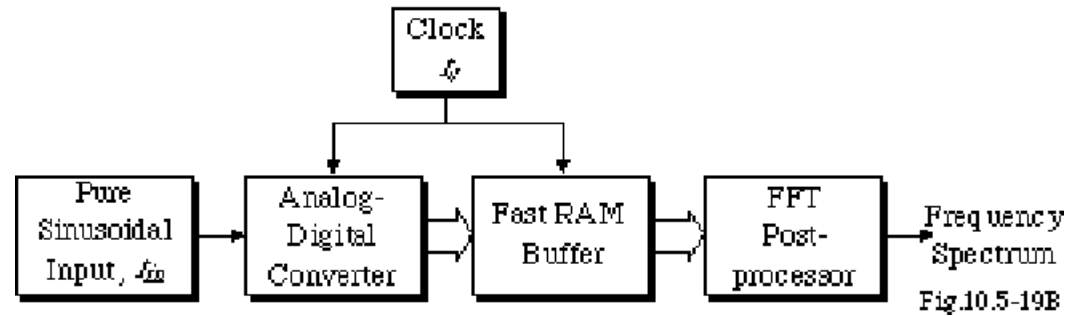 Clock
Pure
Sinusoidal
Input, fin
Analog-
Digital
Converter
Fast RAM
Buffer
FFT
Post-
processor
Frequency
Spectrum
Fig.10.5-19B